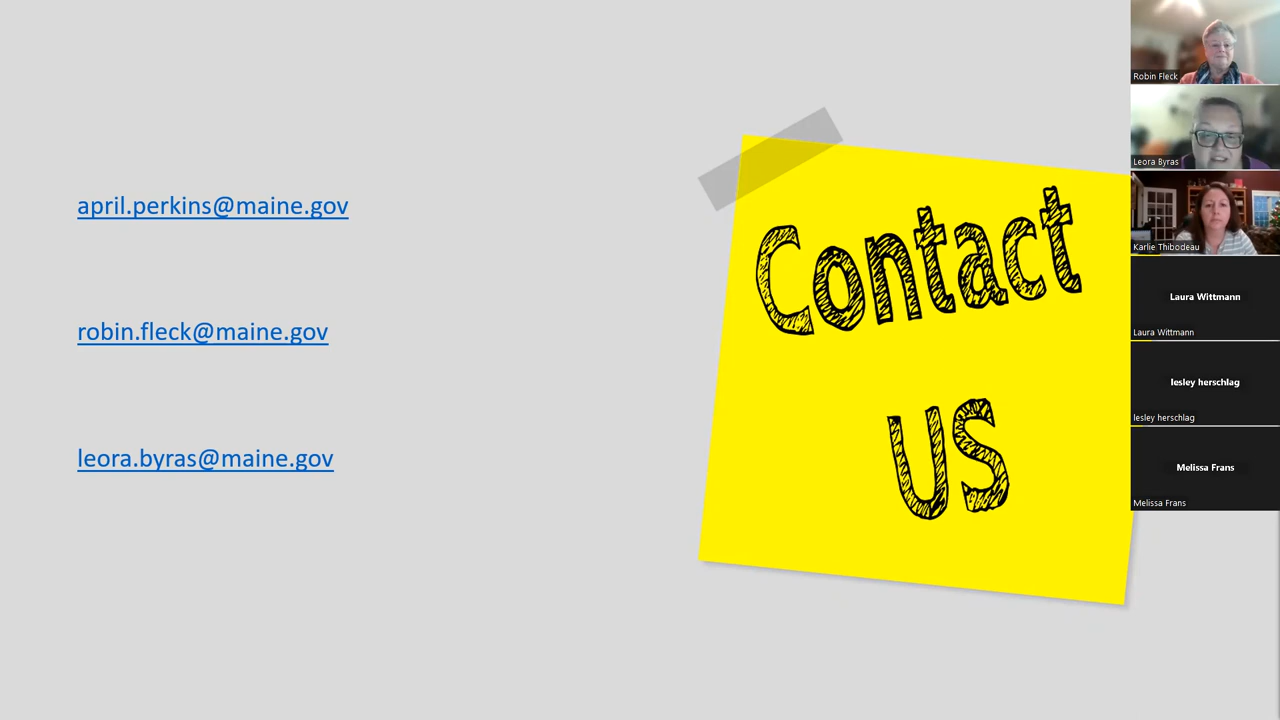 april.perkins@maine.gov
robin.fleck@maine.gov
leora.byras@maine.gov
Contact
us
Robin Fleck
Leora Byras
Karlie Thibodeau
Laura Wittmann
Laura Wittmann
lesley herschlag
lesley herschlag
Melissa Frans
Melissa Frans